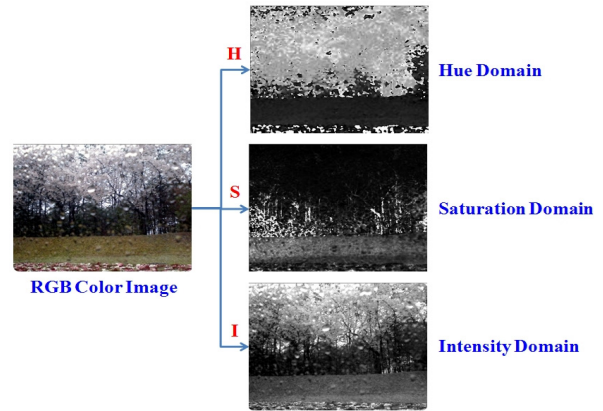 H
Hue Domain
S
Saturation Domain
RGB Color Image
I
Intensity Domain